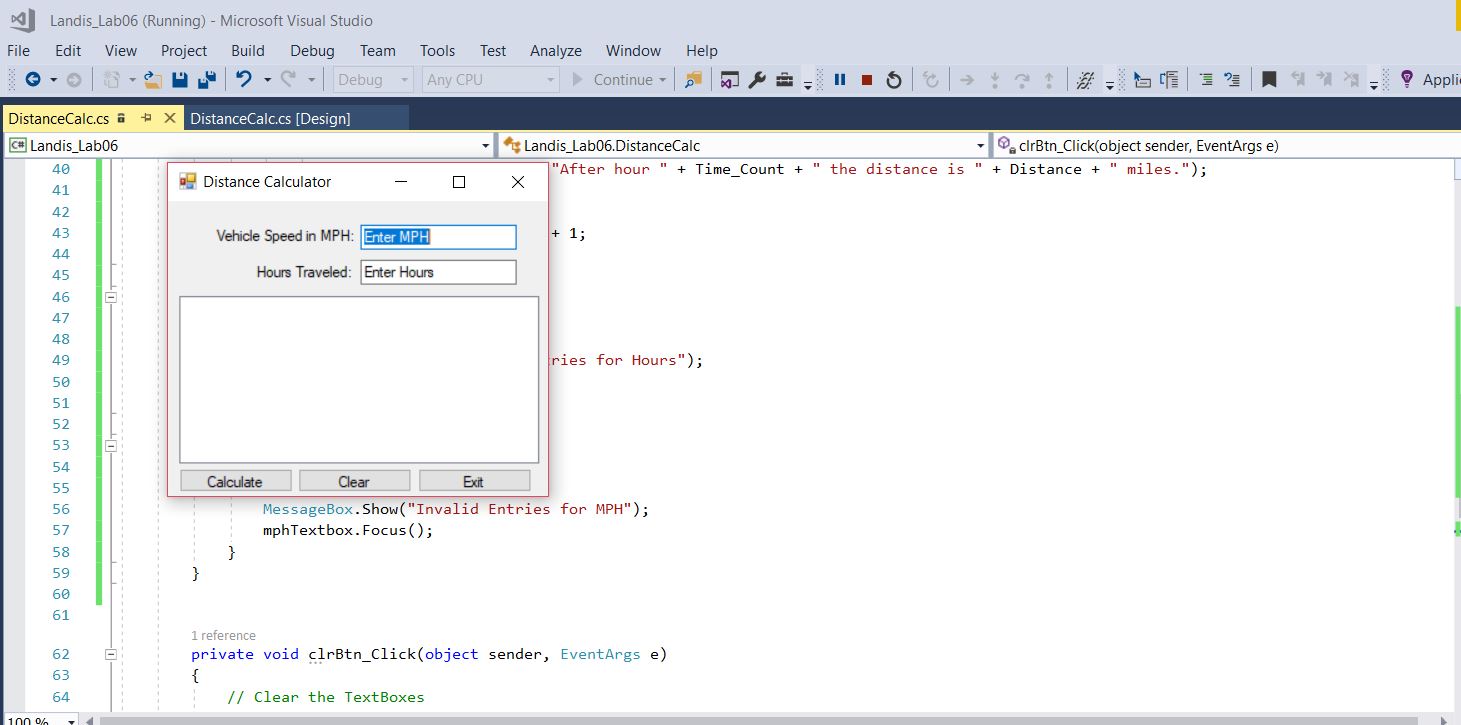 Landis_Lab06 (Running) - Microsoft Visual Studio
File Edit View Project Build Debug Team Tools Test Analyze Window Help
Debug Any CPU Continue
DistanceCalc.cs DistanceCalc.cs [Design]
C# Landis_Lab06 Landis_Lab06.DistanceCalc clrBtn_Click(object sender, EventArgs e)
40 "After hour " + Time_Count + " the distance is " + Distance + " miles.");
Distance Calculator
41
42
Vehicle Speed in MPH: Enter MPH
43 + 1;
44
Hours Traveled: Enter Hours
45
46
47
48
49 ries for Hours");
50
51
52
53
54
Calculate Clear Exit
55
56 MessageBox.Show("Invalid Entries for MPH");
57 mphTextbox.Focus();
58 }
59 }
60
61
1 reference
62 private void clrBtn_Click(object sender, EventArgs e)
63 {
64 // Clear the TextBoxes
100 %